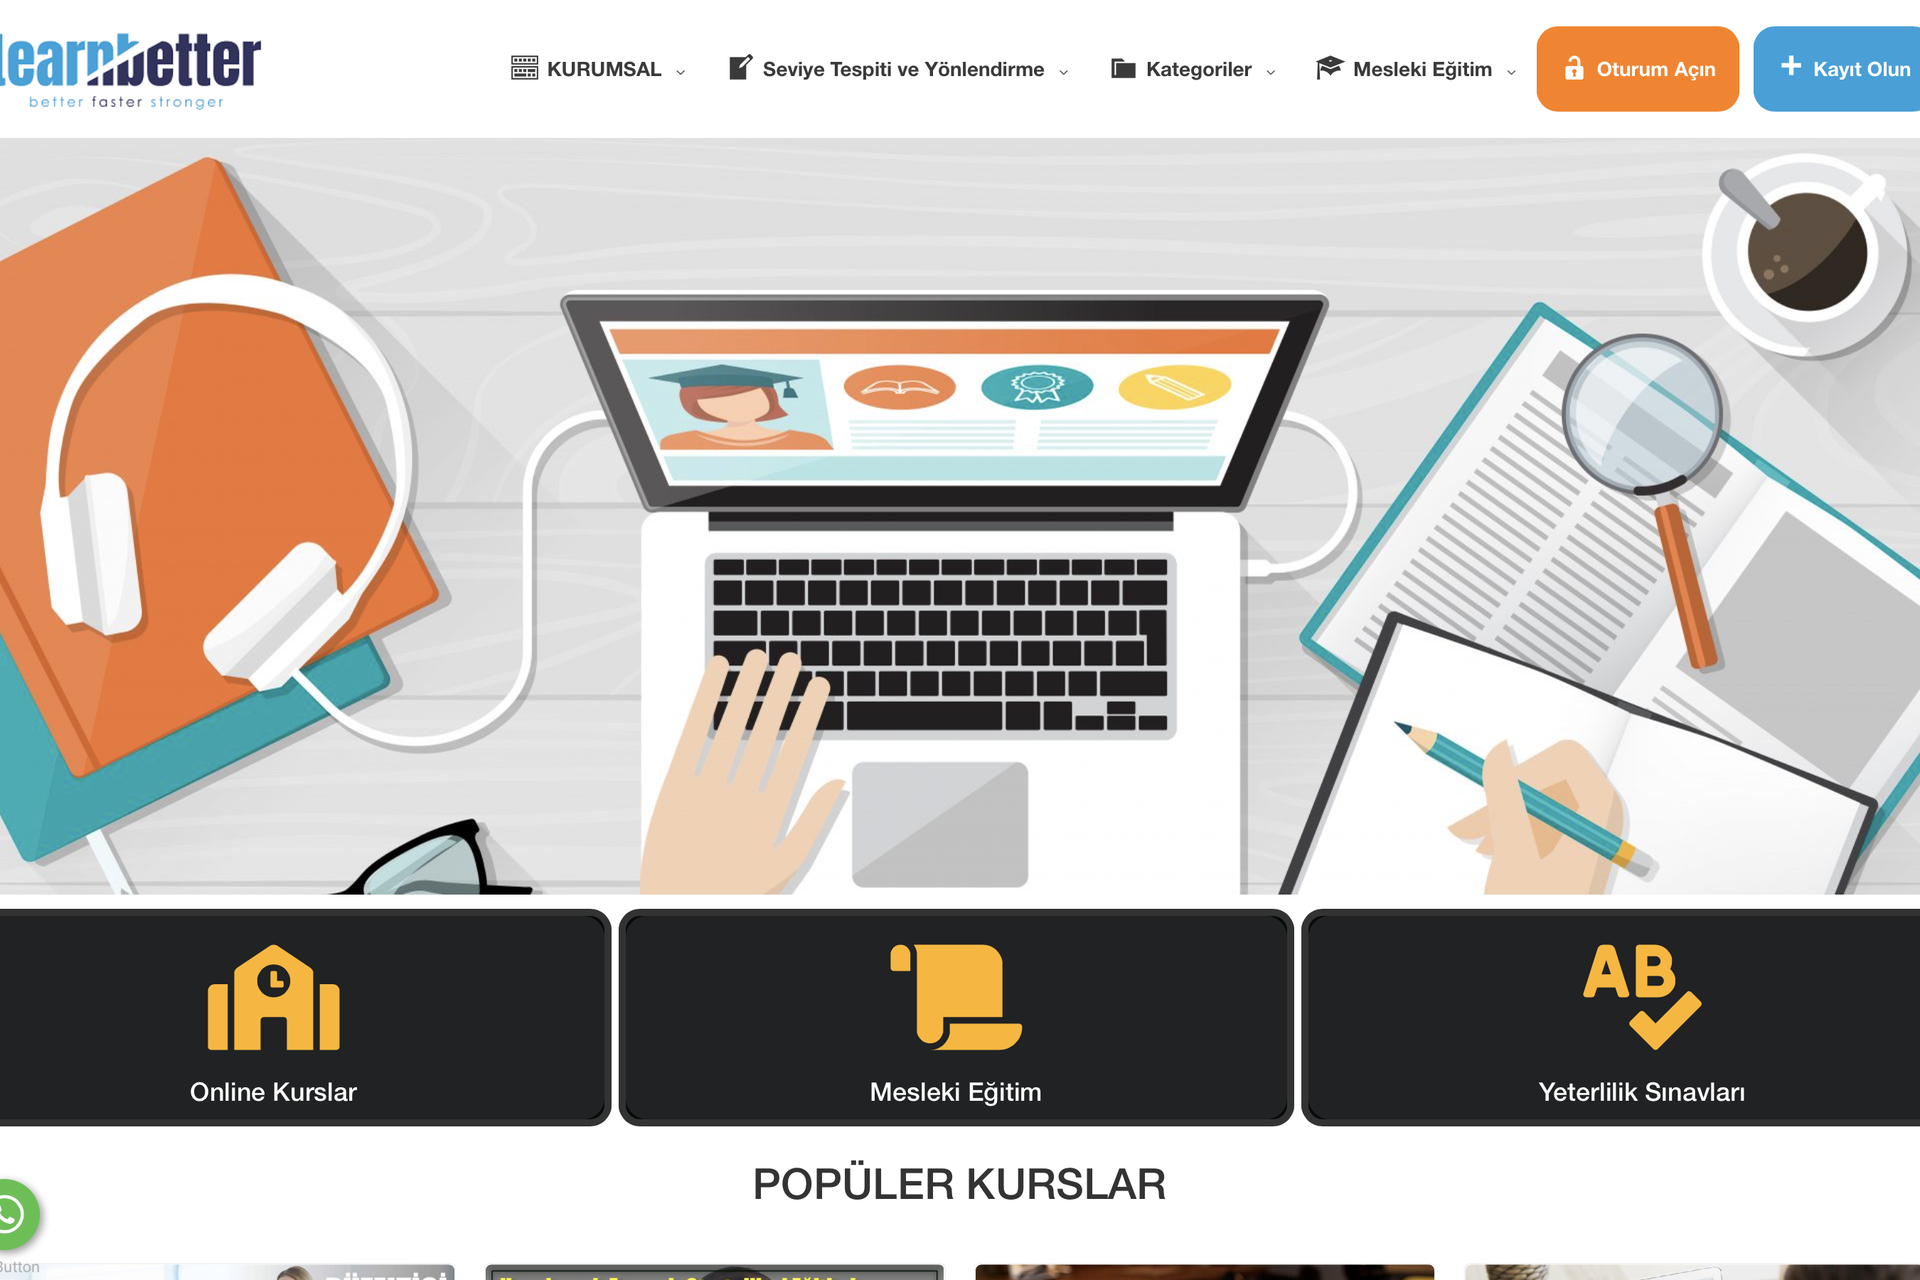 learnbetter
better faster stronger
KURUMSAL
Seviye Tespiti ve Yönlendirme
Kategoriler
Mesleki Eğitim
Oturum Açın
Kayıt Olun
Online Kurslar
Mesleki Eğitim
AB
Yeterlilik Sınavları
POPÜLER KURSLAR
Button